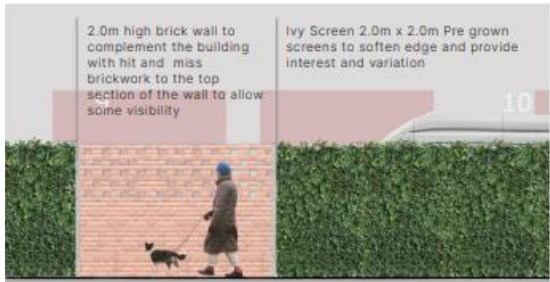 2.0m high brick wall to
complement the building
with hit and miss
brickwork to the top
section of the wall to allow
some visibility
Ivy Screen 2.0m x 2.0m Pre grown
screens to soften edge and provide
interest and variation
9
10